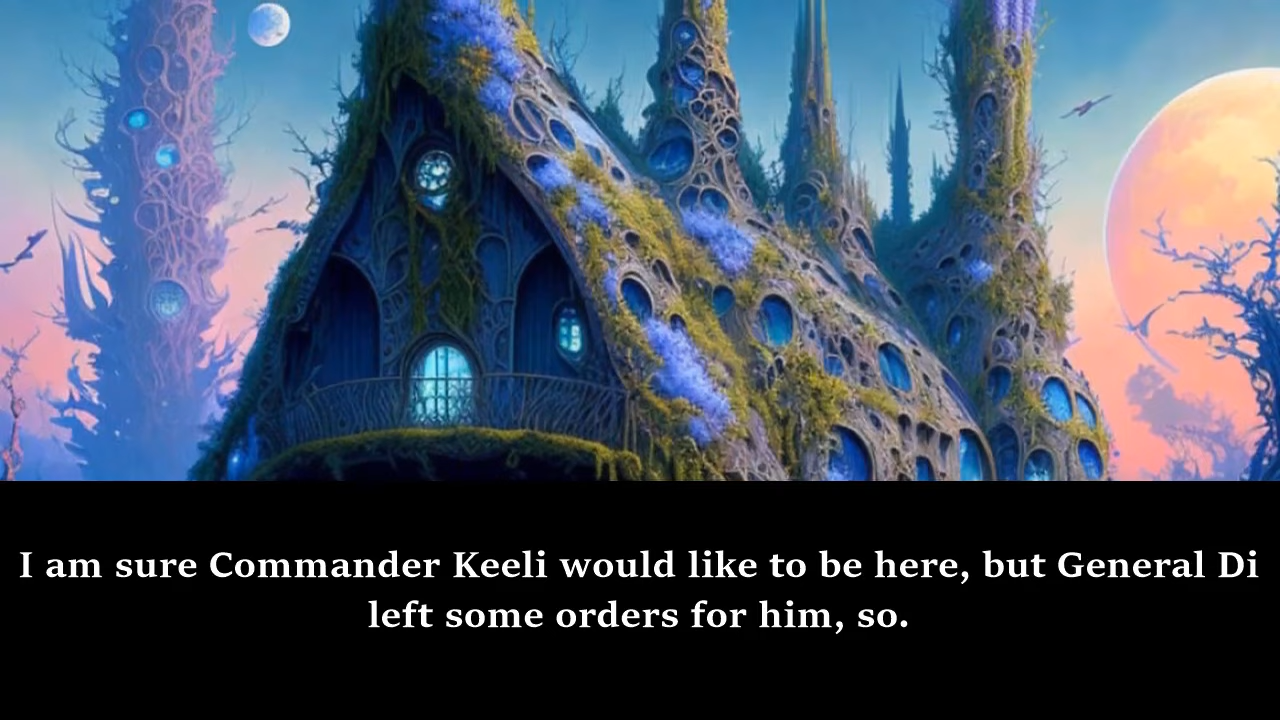 I am sure Commander Keeli would like to be here, but General Di
left some orders for him, so.